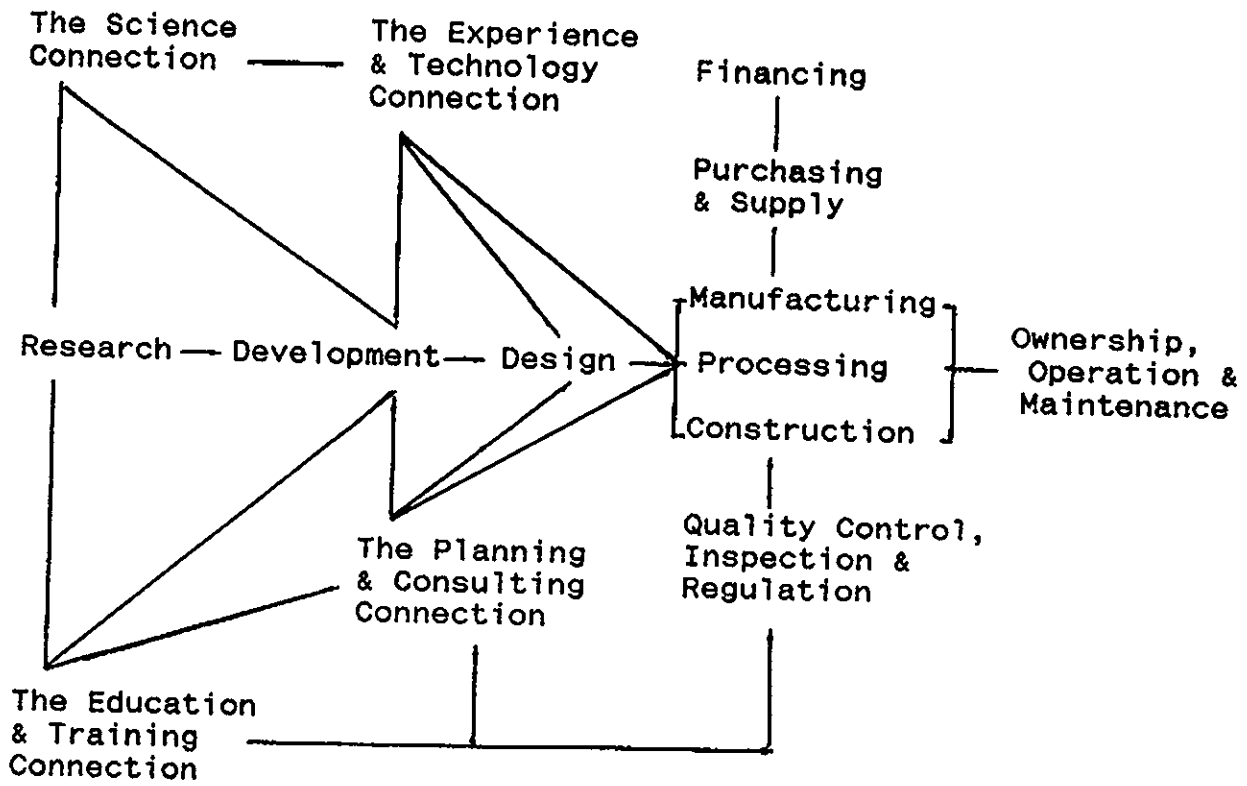 The Science
Connection
The Experience
& Technology
Connection
Financing
Purchasing
& Supply
Research
Development
Design
Manufacturing
Processing
Construction
Ownership,
Operation &
Maintenance
The Planning
& Consulting
Connection
Quality Control,
Inspection &
Regulation
The Education
& Training
Connection